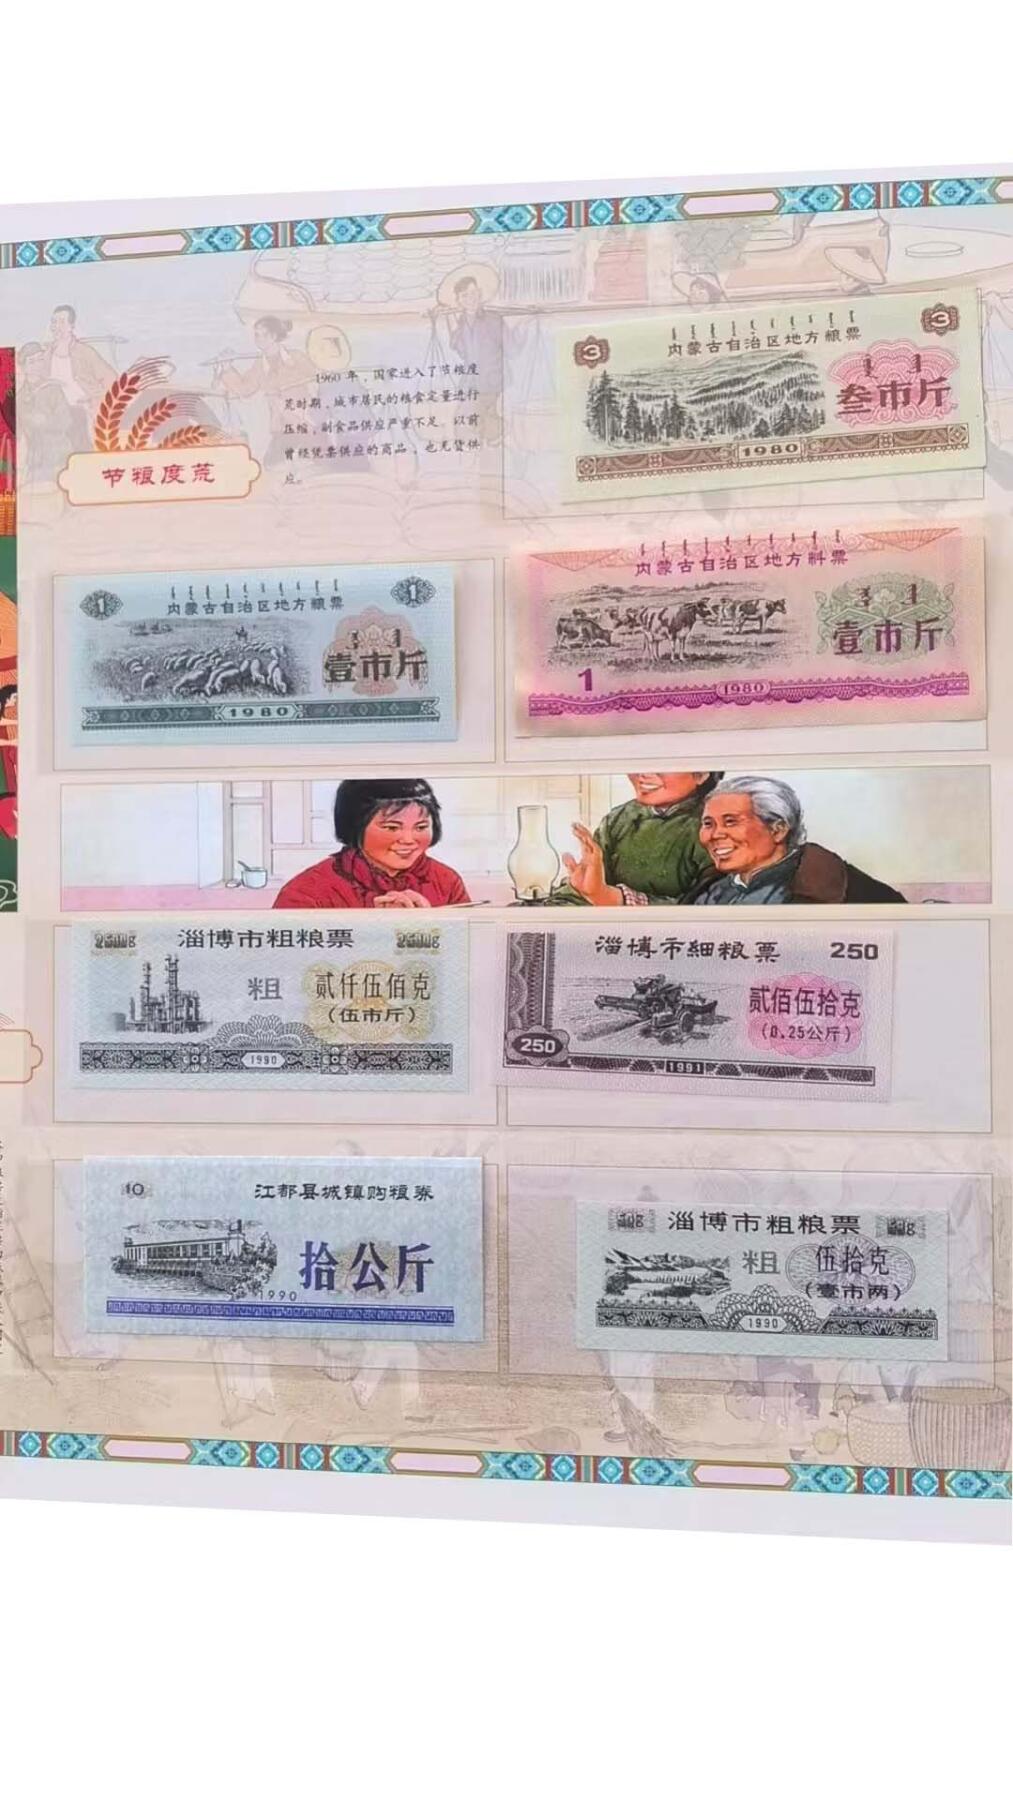 节粮度荒
1960 年，国家进入了节粮度
荒时期，城市居民的粮食定量进行
压缩，副食品供应严重不足。以前
曾经凭票供应的商品，也无货供
应。
3
3
内蒙古自治区地方粮票
叁市斤
1980
1
1
内蒙古自治区地方粮票
壹市斤
1980
内蒙古自治区地方料票
壹市斤
1
1980
2500g
淄博市粗粮票
2500g
粗
贰仟伍佰克
(伍市斤)
1990
淄博市細粮票
250
贰佰伍拾克
(0.25公斤)
250
1991
10
江都县城镇购粮券
拾公斤
1990
50g
淄博市粗粮票
50g
粗
伍拾克
(壹市两)
1990